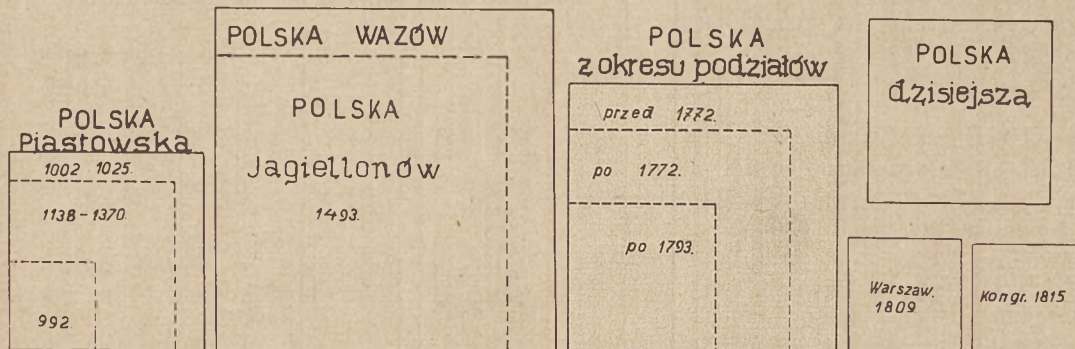 POLSKA
Piastowska
1002 1025.
1138-1370.
992.
POLSKA WAZÓW
POLSKA
Jagiellonów
1493.
POLSKA
z okresu podziałów
przed 1772.
po 1772.
po 1793.
POLSKA
dzisiejsza
Warszaw.
1809
Kongr. 1815